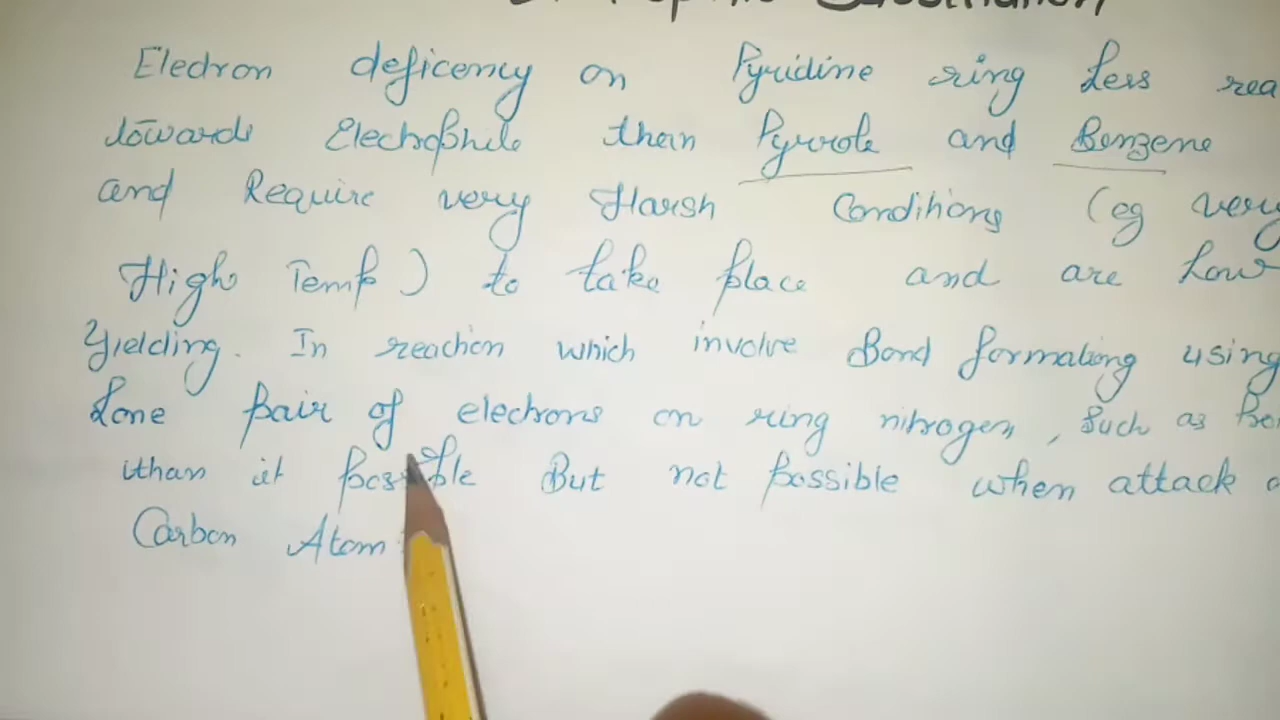 Electron deficency on Pyridine ring Less rea
towards Electrophile than Pyrrole and Benzene
and Require very Harsh Conditions (eg very
High Temp) to take place and are Low
Yielding. In reaction which involve Bond formationg using
Lone pair of electrons on ring nitrogen, Such as
than it possible But not possible when attack
Carbon Atom